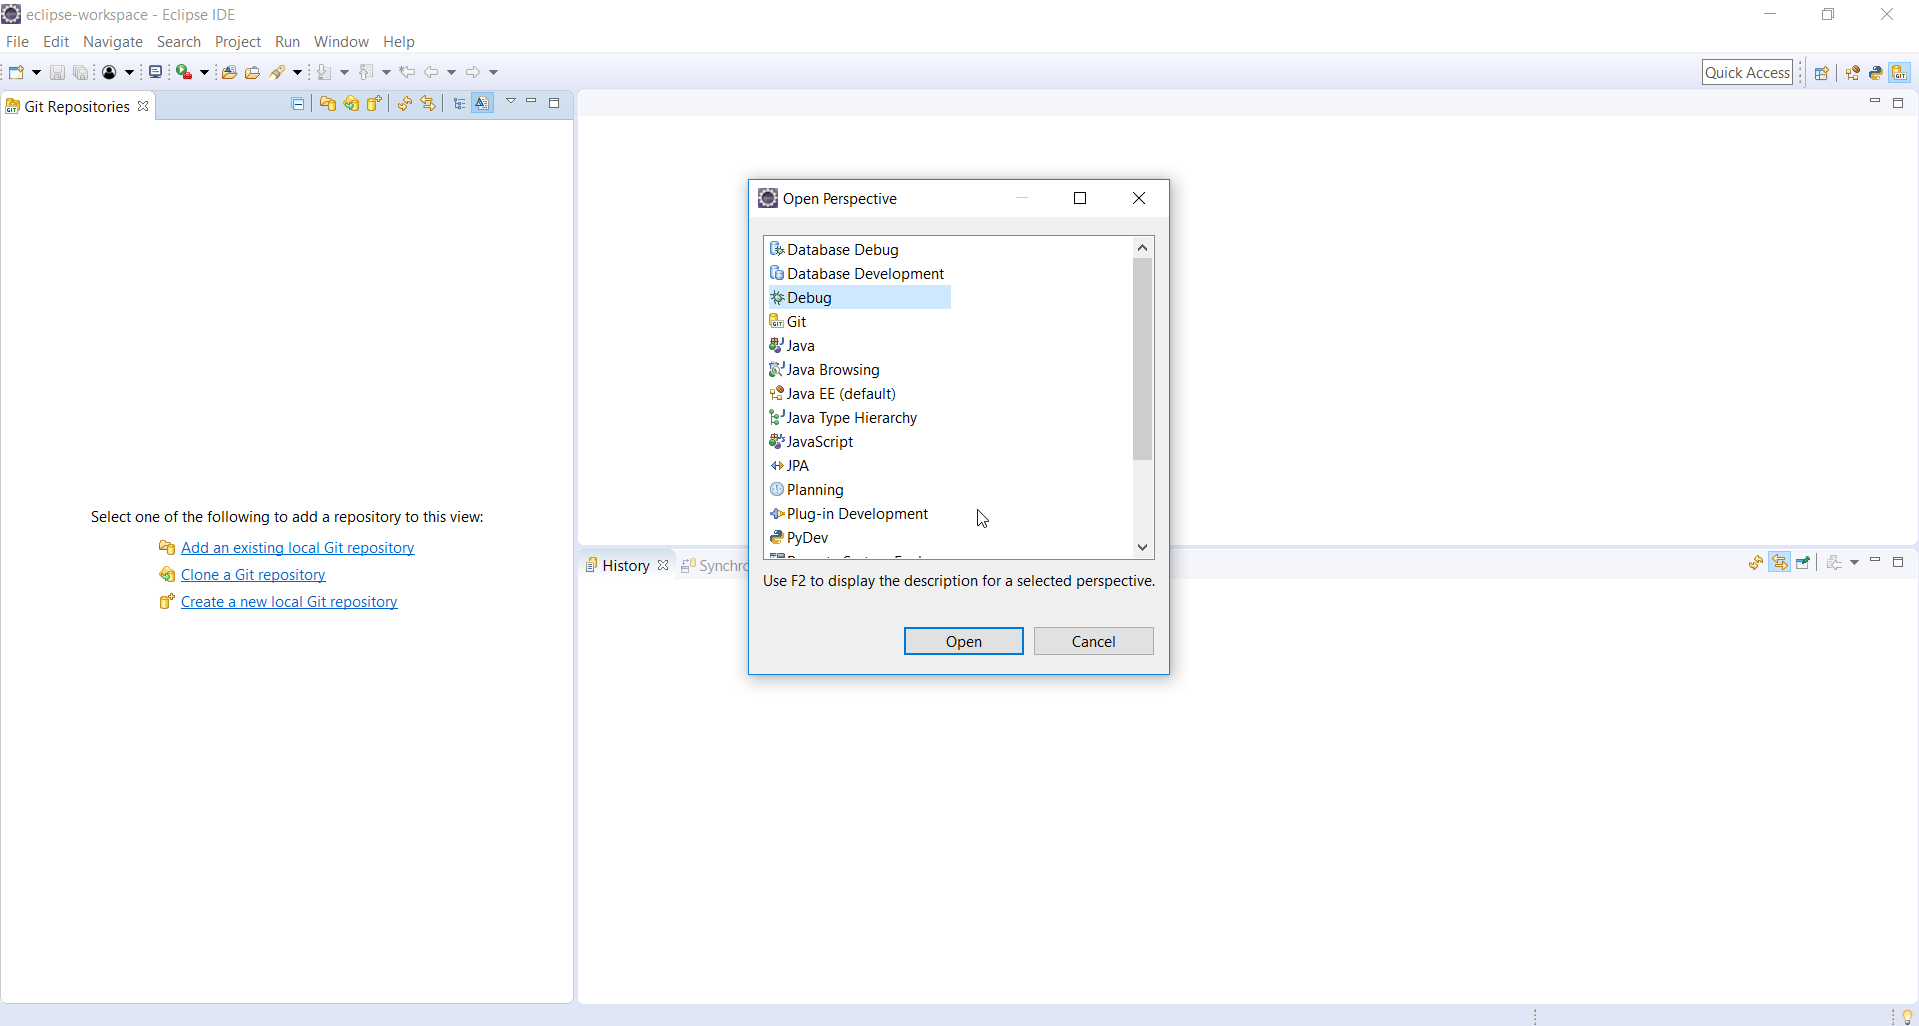 eclipse-workspace - Eclipse IDE
File Edit Navigate Search Project Run Window Help
Quick Access
Git Repositories
Open Perspective
Database Debug
Database Development
Debug
Git
Java
Java Browsing
Java EE (default)
Java Type Hierarchy
JavaScript
JPA
Planning
Plug-in Development
PyDev
Use F2 to display the description for a selected perspective.
Open Cancel
Select one of the following to add a repository to this view:
Add an existing local Git repository
Clone a Git repository
Create a new local Git repository
History